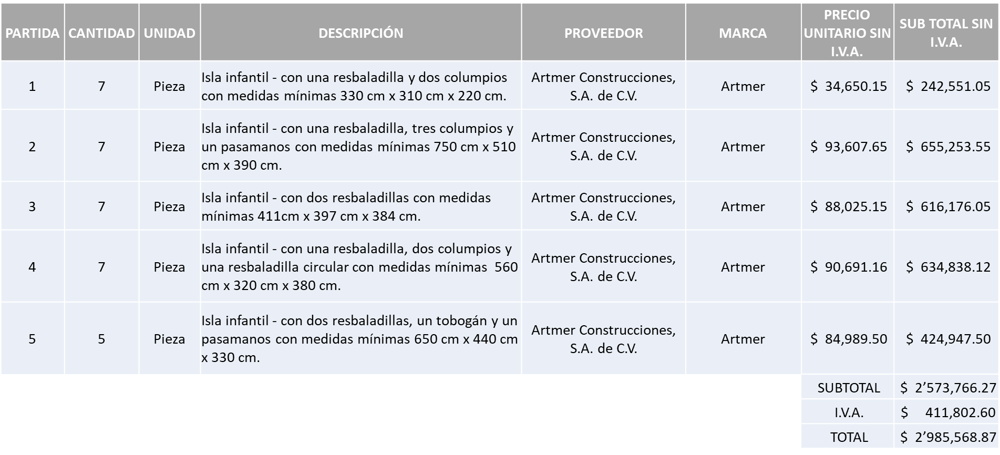 PARTIDA CANTIDAD UNIDAD DESCRIPCIÓN PROVEEDOR MARCA PRECIO UNITARIO SIN I.V.A. SUB TOTAL SIN I.V.A.
1 7 Pieza Isla infantil - con una resbaladilla y dos columpios
con medidas mínimas 330 cm x 310 cm x 220 cm.
Artmer Construcciones,
S.A. de C.V.
Artmer $ 34,650.15 $ 242,551.05
2 7 Pieza Isla infantil - con una resbaladilla, tres columpios y
un pasamanos con medidas mínimas 750 cm x 510
cm x 390 cm.
Artmer Construcciones,
S.A. de C.V.
Artmer $ 93,607.65 $ 655,253.55
3 7 Pieza Isla infantil - con dos resbaladillas con medidas
mínimas 411cm x 397 cm x 384 cm.
Artmer Construcciones,
S.A. de C.V.
Artmer $ 88,025.15 $ 616,176.05
4 7 Pieza Isla infantil - con una resbaladilla, dos columpios y
una resbaladilla circular con medidas mínimas 560
cm x 320 cm x 380 cm.
Artmer Construcciones,
S.A. de C.V.
Artmer $ 90,691.16 $ 634,838.12
5 5 Pieza Isla infantil - con dos resbaladillas, un tobogán y un
pasamanos con medidas mínimas 650 cm x 440 cm
x 330 cm.
Artmer Construcciones,
S.A. de C.V.
Artmer $ 84,989.50 $ 424,947.50
SUBTOTAL $ 2’573,766.27
I.V.A. $ 411,802.60
TOTAL $ 2’985,568.87